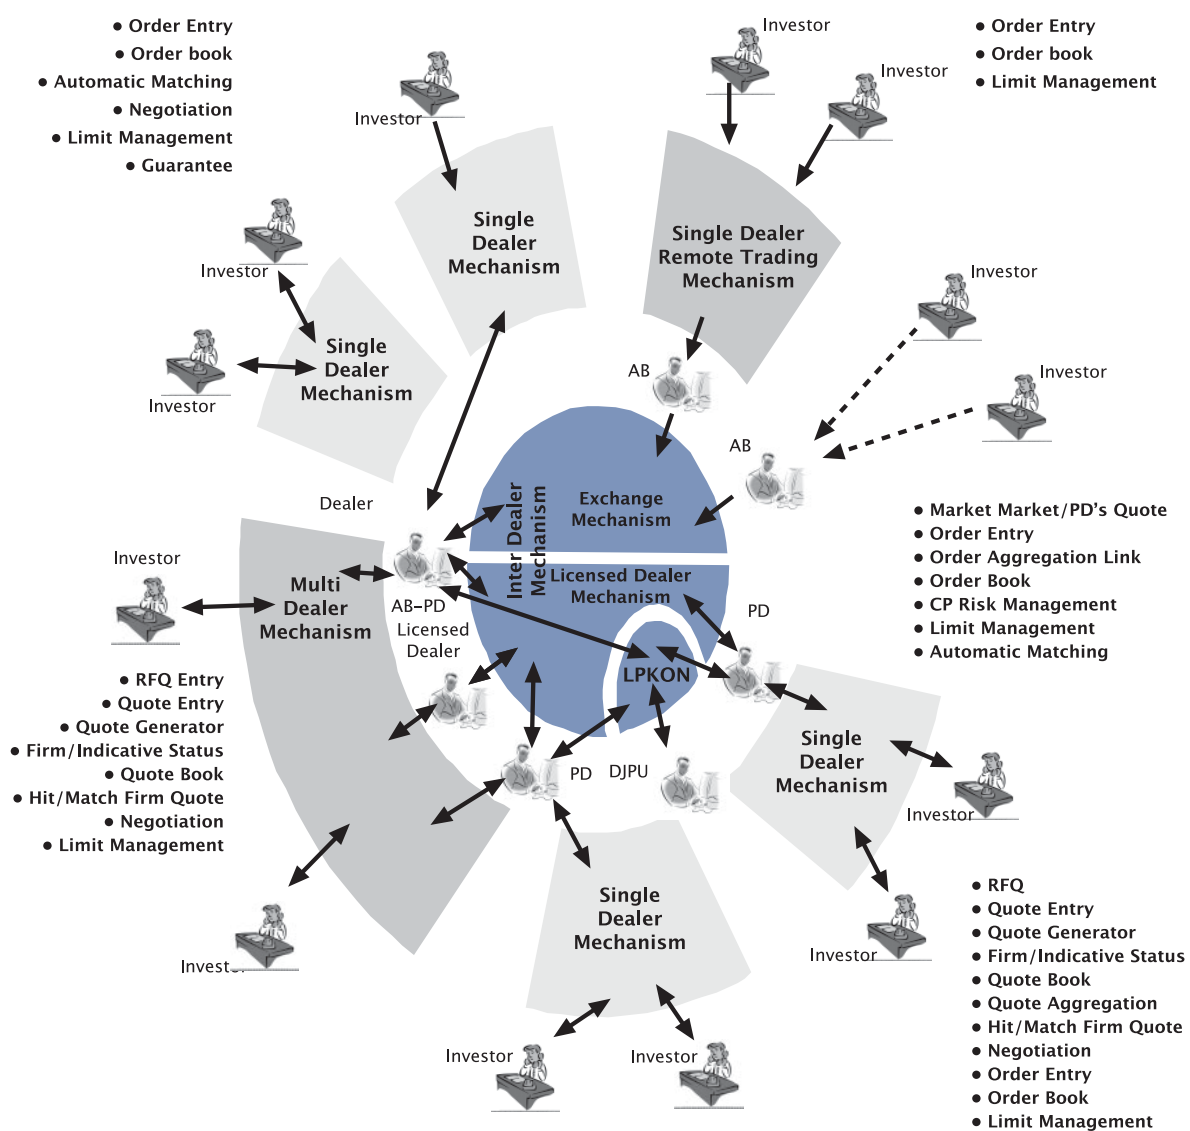 ● Order Entry
● Order book
● Automatic Matching
● Negotiation
● Limit Management
● Guarantee
Investor
Investor
Investor
● Order Entry
● Order book
● Limit Management
Single
Dealer
Mechanism
Single Dealer
Remote Trading
Mechanism
Investor
Investor
Single
Dealer
Mechanism
Investor
Investor
AB
AB
Dealer
Inter Dealer
Mechanism
Exchange
Mechanism
Licensed Dealer
Mechanism
● Market Market/PD's Quote
● Order Entry
● Order Aggregation Link
● Order Book
● CP Risk Management
● Limit Management
● Automatic Matching
Investor
Multi
Dealer
Mechanism
AB-PD
Licensed
Dealer
PD
LPKON
● RFQ Entry
● Quote Entry
● Quote Generator
● Firm/Indicative Status
● Quote Book
● Hit/Match Firm Quote
● Negotiation
● Limit Management
PD
DJPU
Single
Dealer
Mechanism
Investor
Investor
Investor
Single
Dealer
Mechanism
Investor
Investor
● RFQ
● Quote Entry
● Quote Generator
● Firm/Indicative Status
● Quote Book
● Quote Aggregation
● Hit/Match Firm Quote
● Negotiation
● Order Entry
● Order Book
● Limit Management